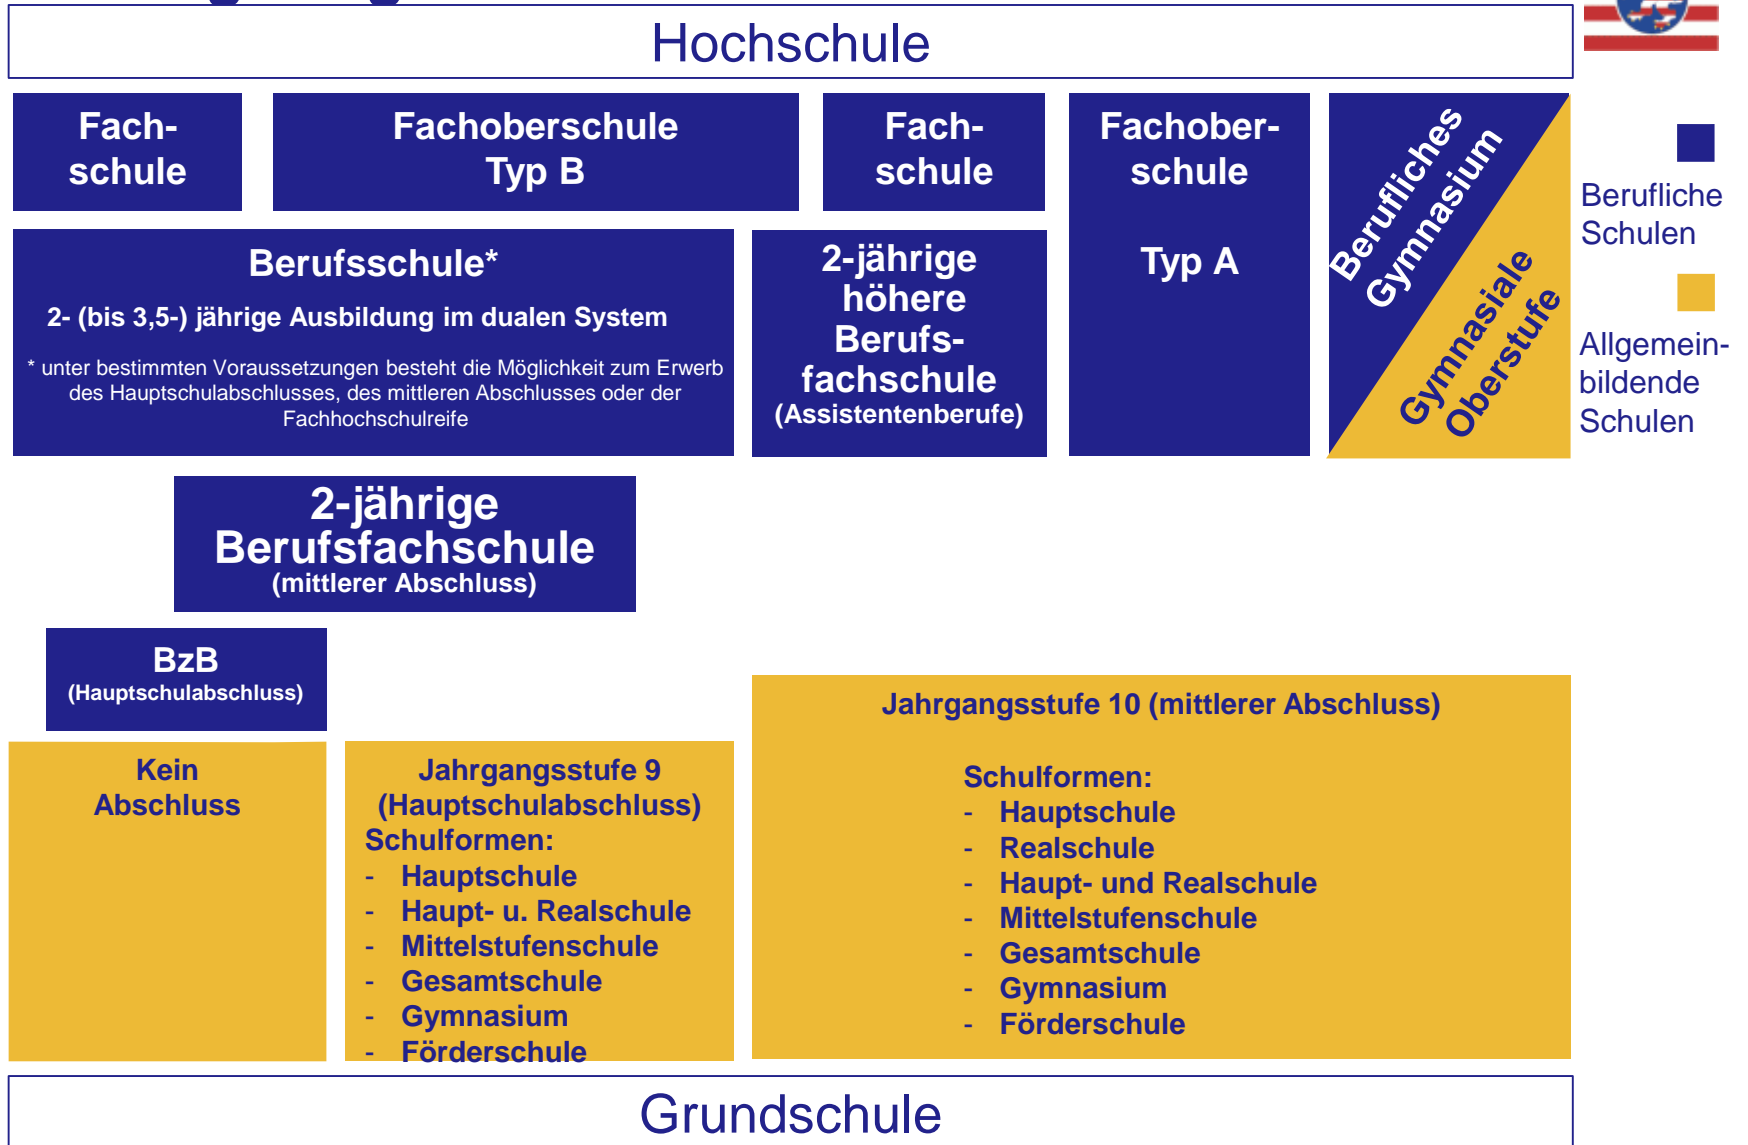 Hochschule
Fach-
schule
Fachoberschule
Typ B
Fach-
schule
Fachober-
schule
Typ A
Berufliches
Gymnasium
Gymnasiale
Oberstufe
Berufliche
Schulen
Allgemein-
bildende
Schulen
Berufsschule*
2- (bis 3,5-) jährige Ausbildung im dualen System
* unter bestimmten Voraussetzungen besteht die Möglichkeit zum Erwerb
des Hauptschulabschlusses, des mittleren Abschlusses oder der
Fachhochschulreife
2-jährige
höhere
Berufs-
fachschule
(Assistentenberufe)
2-jährige
Berufsfachschule
(mittlerer Abschluss)
BzB
(Hauptschulabschluss)
Kein
Abschluss
Jahrgangsstufe 9
(Hauptschulabschluss)
Schulformen:
- Hauptschule
- Haupt- u. Realschule
- Mittelstufenschule
- Gesamtschule
- Gymnasium
- Förderschule
Jahrgangsstufe 10 (mittlerer Abschluss)
Schulformen:
- Hauptschule
- Realschule
- Haupt- und Realschule
- Mittelstufenschule
- Gesamtschule
- Gymnasium
- Förderschule
Grundschule